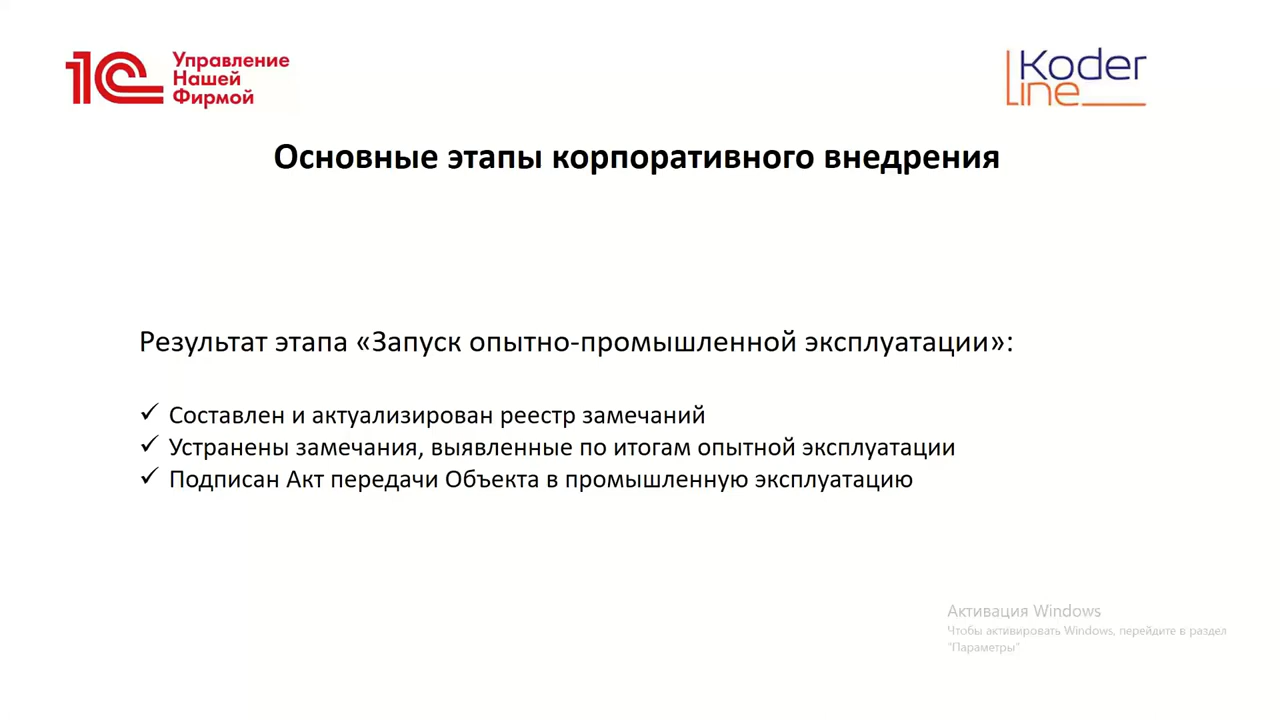 1С
Управление
Нашей
Фирмой
Koder
Line
Основные этапы корпоративного внедрения
Результат этапа «Запуск опытно-промышленной эксплуатации»:
✓ Составлен и актуализирован реестр замечаний
✓ Устранены замечания, выявленные по итогам опытной эксплуатации
✓ Подписан Акт передачи Объекта в промышленную эксплуатацию
Активация Windows
Чтобы активировать Windows, перейдите в раздел
"Параметры"